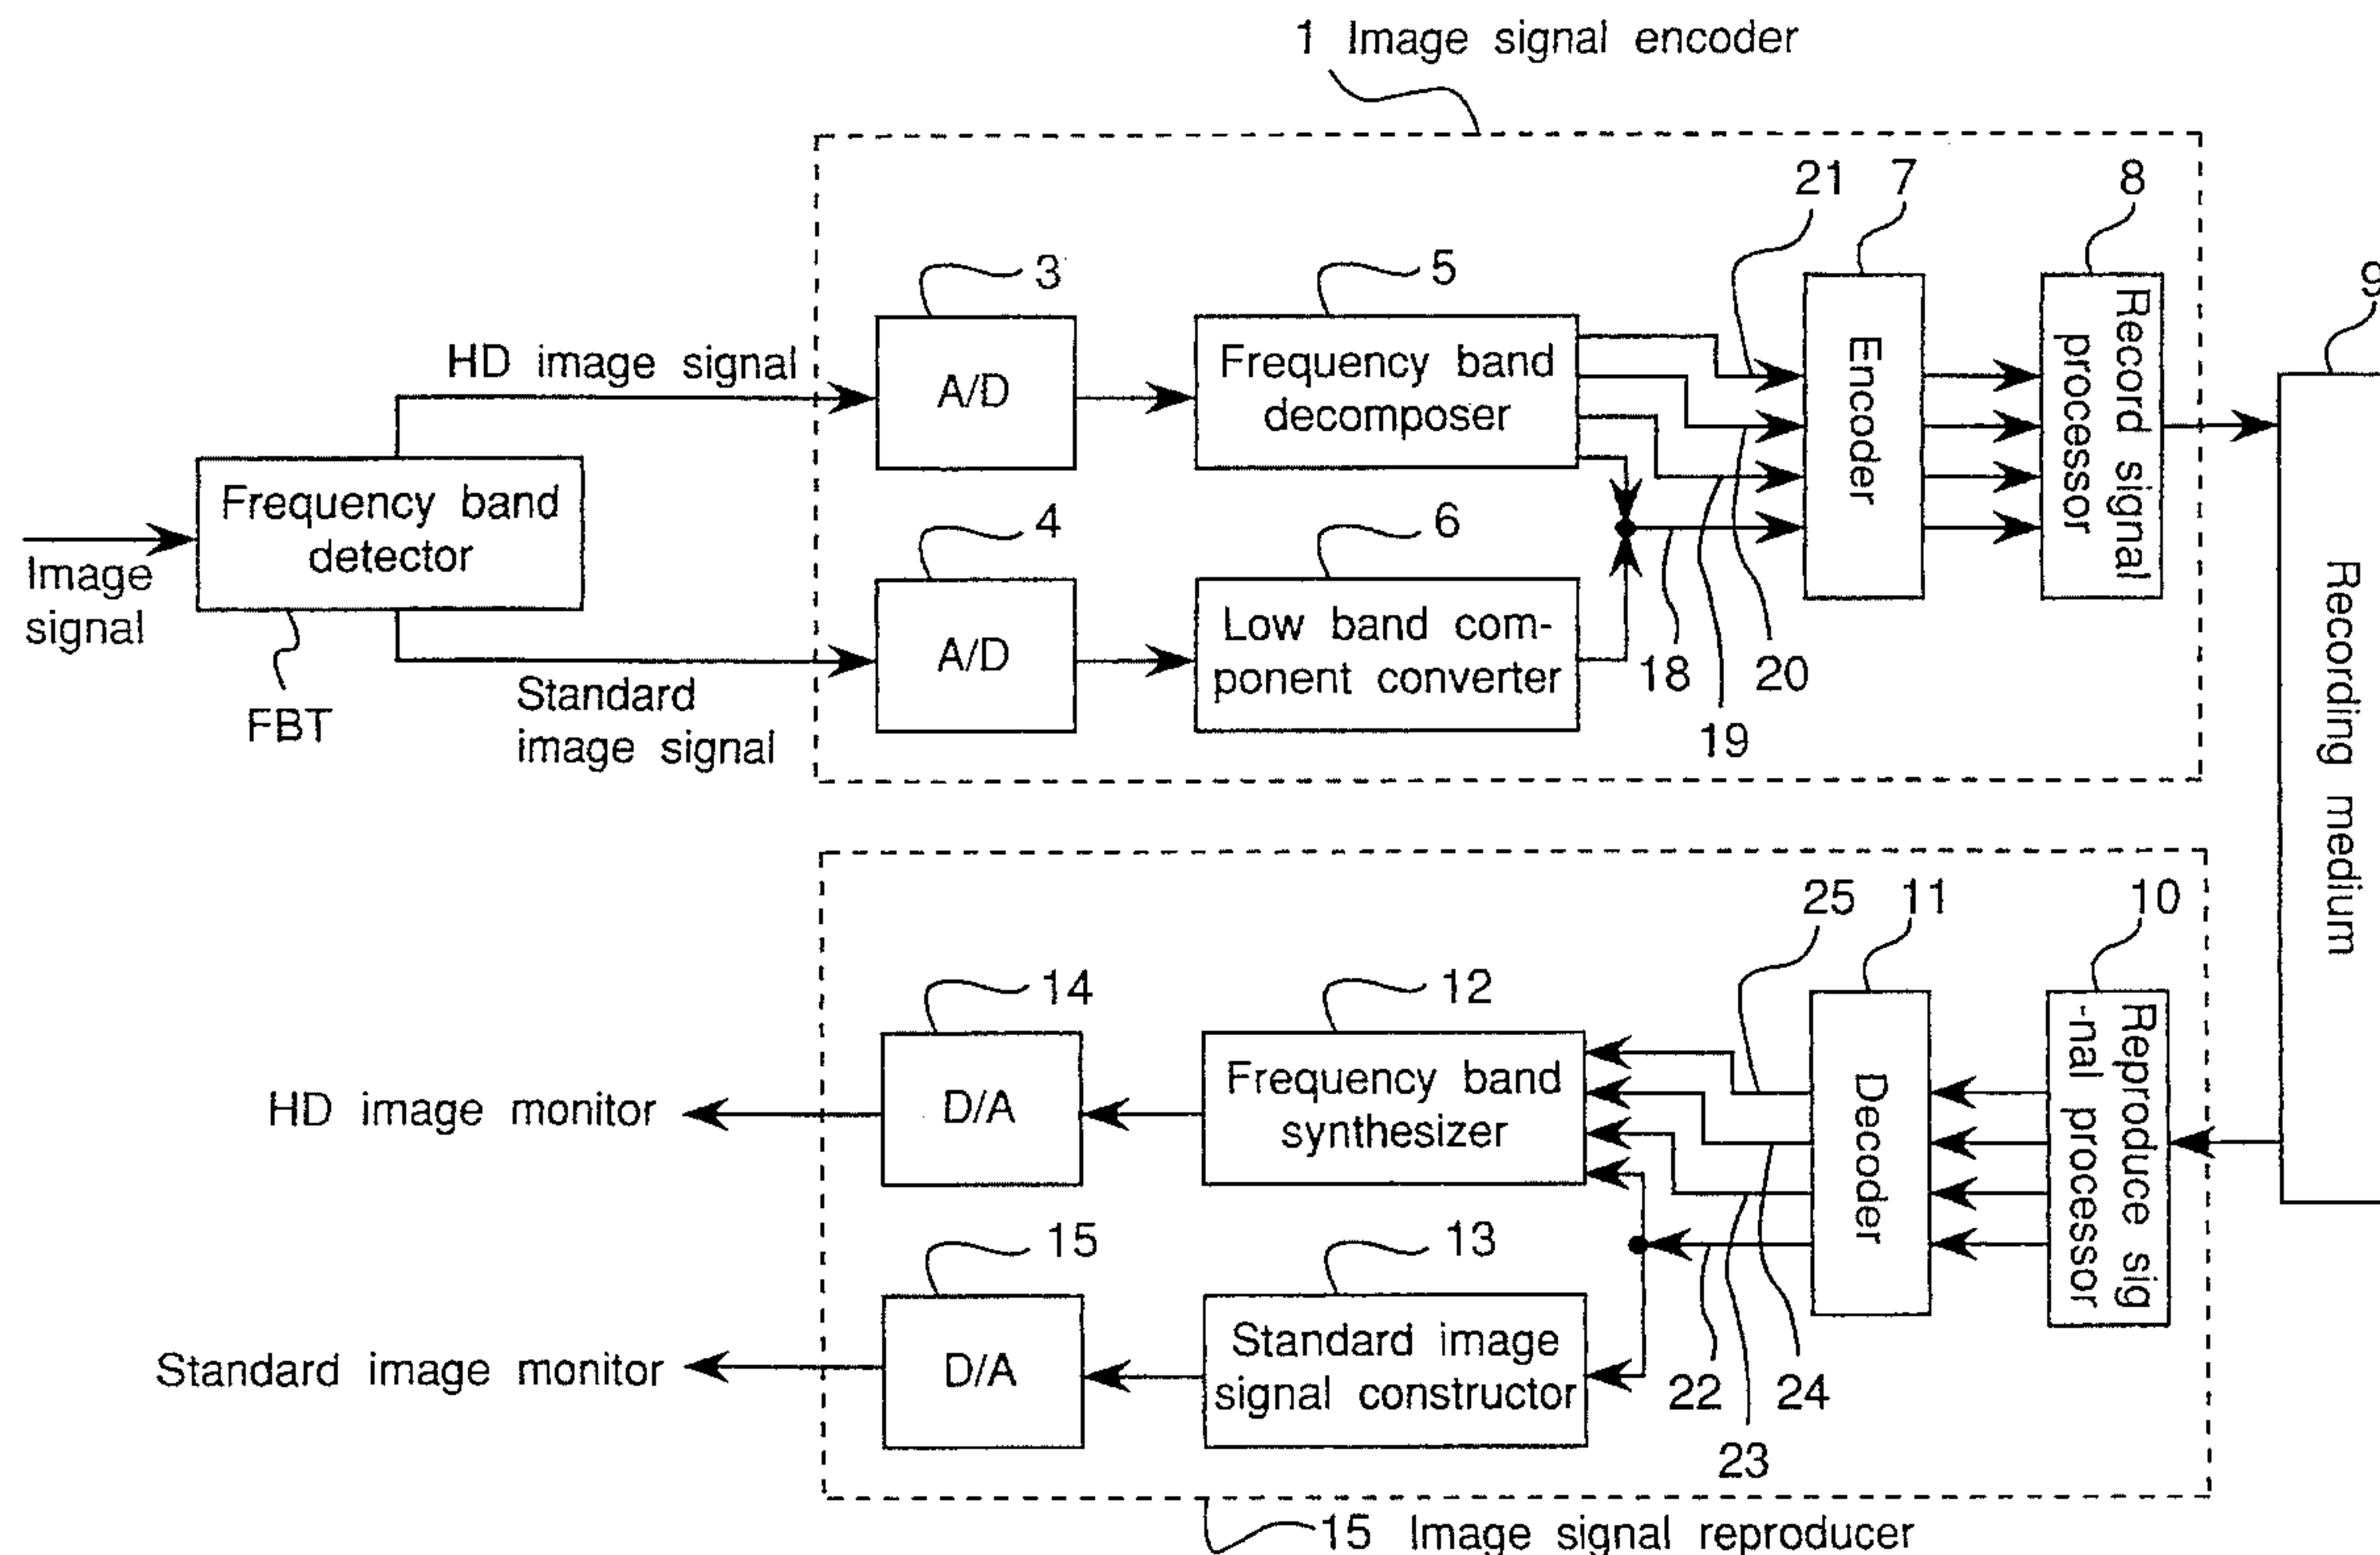 1 Image signal encoder
21
7
8
9
3
5
HD image signal
A/D
Frequency band
decomposer
Encoder
Record signal
processor
Frequency band
detector
Image
signal
FBT
4
6
A/D
Low band com-
ponent converter
18
20
19
Standard
image signal
Recording medium
25
11
10
14
12
HD image monitor
D/A
Frequency band
synthesizer
Decoder
Reproduce sig
-nal processor
15
13
Standard image monitor
D/A
Standard image
signal constructor
22
24
23
15 Image signal reproducer